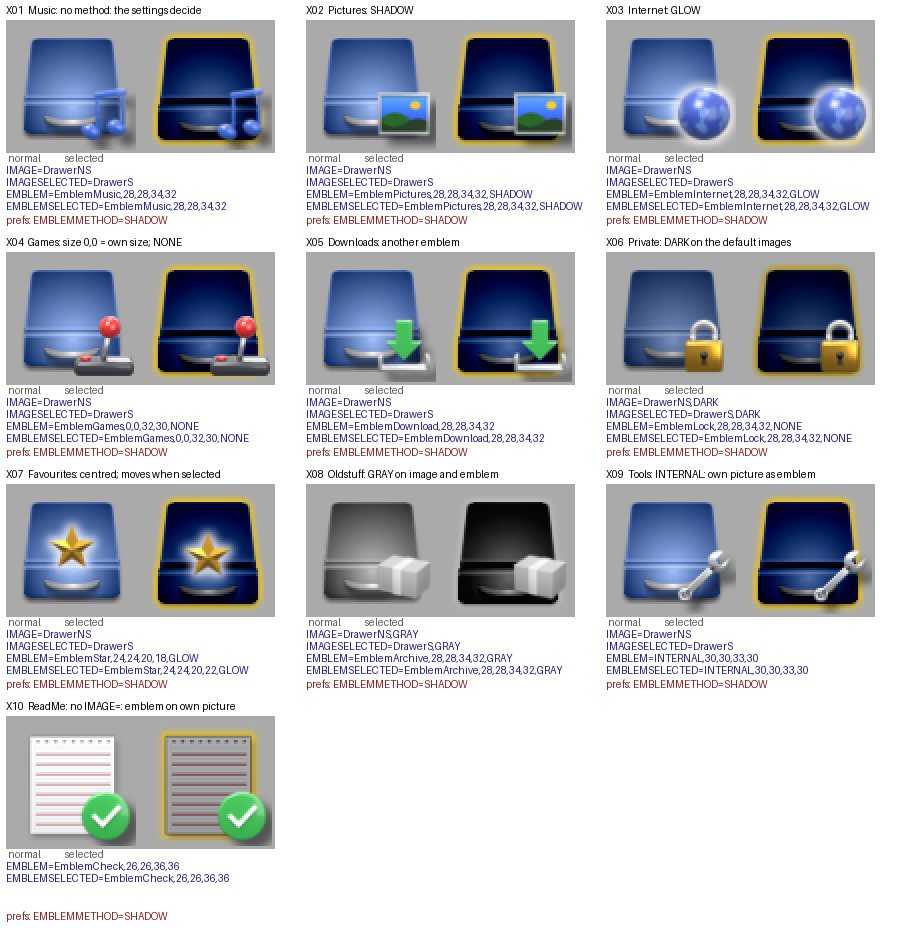 X01 Music: no method: the settings decide
normal selected
IMAGE=DrawerNS
IMAGESELECTED=DrawerS
EMBLEM=EmblemMusic,28,28,34,32
EMBLEMSELECTED=EmblemMusic,28,28,34,32
prefs: EMBLEMMETHOD=SHADOW
X02 Pictures: SHADOW
normal selected
IMAGE=DrawerNS
IMAGESELECTED=DrawerS
EMBLEM=EmblemPictures,28,28,34,32,SHADOW
EMBLEMSELECTED=EmblemPictures,28,28,34,32,SHADOW
prefs: EMBLEMMETHOD=SHADOW
X03 Internet: GLOW
normal selected
IMAGE=DrawerNS
IMAGESELECTED=DrawerS
EMBLEM=EmblemInternet,28,28,34,32,GLOW
EMBLEMSELECTED=EmblemInternet,28,28,34,32,GLOW
prefs: EMBLEMMETHOD=SHADOW
X04 Games: size 0,0 = own size; NONE
normal selected
IMAGE=DrawerNS
IMAGESELECTED=DrawerS
EMBLEM=EmblemGames,0,0,32,30,NONE
EMBLEMSELECTED=EmblemGames,0,0,32,30,NONE
prefs: EMBLEMMETHOD=SHADOW
X05 Downloads: another emblem
normal selected
IMAGE=DrawerNS
IMAGESELECTED=DrawerS
EMBLEM=EmblemDownload,28,28,34,32
EMBLEMSELECTED=EmblemDownload,28,28,34,32
prefs: EMBLEMMETHOD=SHADOW
X06 Private: DARK on the default images
normal selected
IMAGE=DrawerNS,DARK
IMAGESELECTED=DrawerS,DARK
EMBLEM=EmblemLock,28,28,34,32,NONE
EMBLEMSELECTED=EmblemLock,28,28,34,32,NONE
prefs: EMBLEMMETHOD=SHADOW
X07 Favourites: centred; moves when selected
normal selected
IMAGE=DrawerNS
IMAGESELECTED=DrawerS
EMBLEM=EmblemStar,24,24,20,18,GLOW
EMBLEMSELECTED=EmblemStar,24,24,20,22,GLOW
prefs: EMBLEMMETHOD=SHADOW
X08 Oldstuff: GRAY on image and emblem
normal selected
IMAGE=DrawerNS,GRAY
IMAGESELECTED=DrawerS,GRAY
EMBLEM=EmblemArchive,28,28,34,32,GRAY
EMBLEMSELECTED=EmblemArchive,28,28,34,32,GRAY
prefs: EMBLEMMETHOD=SHADOW
X09 Tools: INTERNAL: own picture as emblem
normal selected
IMAGE=DrawerNS
IMAGESELECTED=DrawerS
EMBLEM=INTERNAL,30,30,33,30
EMBLEMSELECTED=INTERNAL,30,30,33,30
prefs: EMBLEMMETHOD=SHADOW
X10 ReadMe: no IMAGE=: emblem on own picture
normal selected
EMBLEM=EmblemCheck,26,26,36,36
EMBLEMSELECTED=EmblemCheck,26,26,36,36
prefs: EMBLEMMETHOD=SHADOW